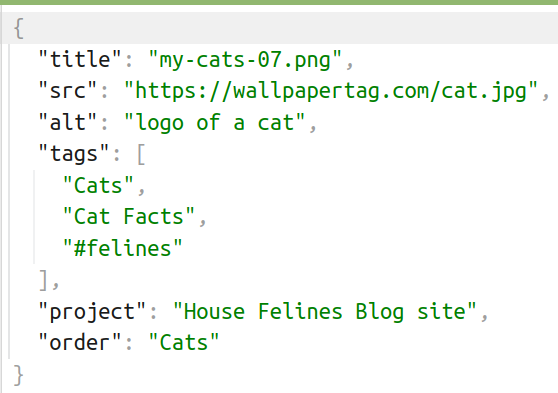 {
"title": "my-cats-07.png",
"src": "https://wallpapertag.com/cat.jpg",
"alt": "logo of a cat",
"tags": [
"Cats",
"Cat Facts",
"#felines"
],
"project": "House Felines Blog site",
"order": "Cats"
}